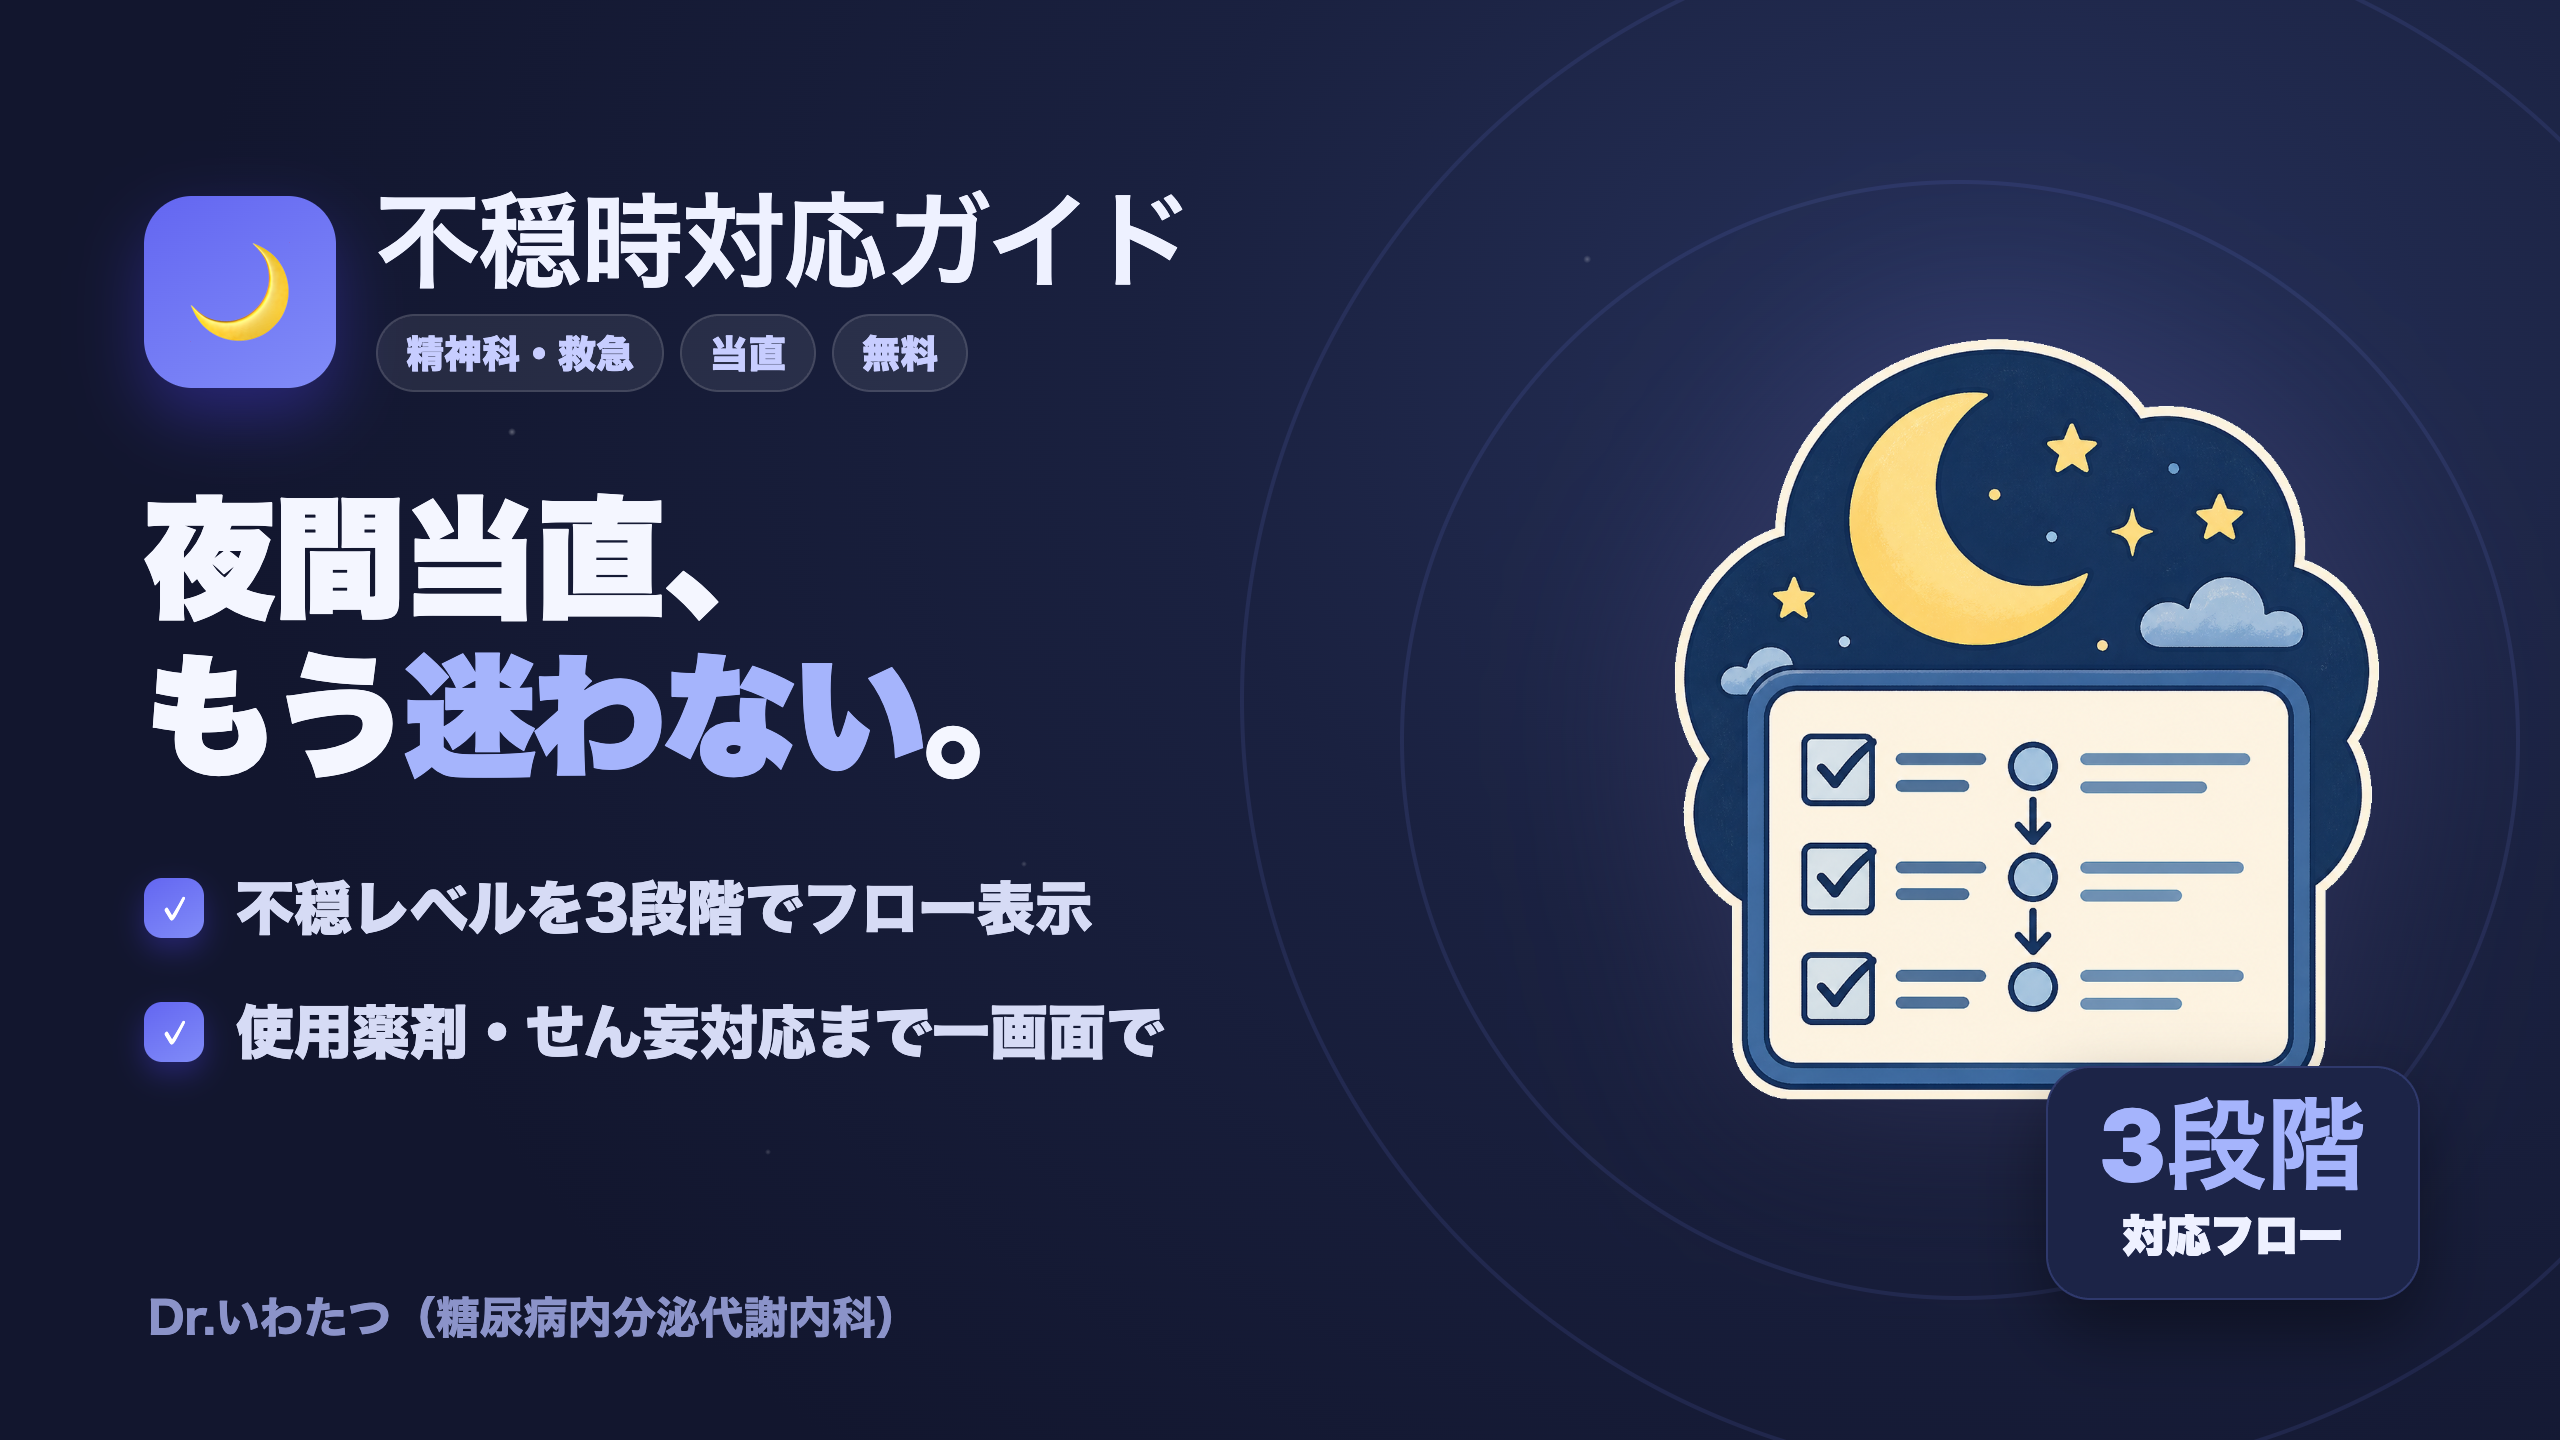 不穏時対応ガイド
精神科・救急 当直 無料
夜間当直、
もう迷わない。
不穏レベルを3段階でフロー表示
使用薬剤・せん妄対応まで一画面で
3段階
対応フロー
Dr.いわたつ（糖尿病内分泌代謝内科）